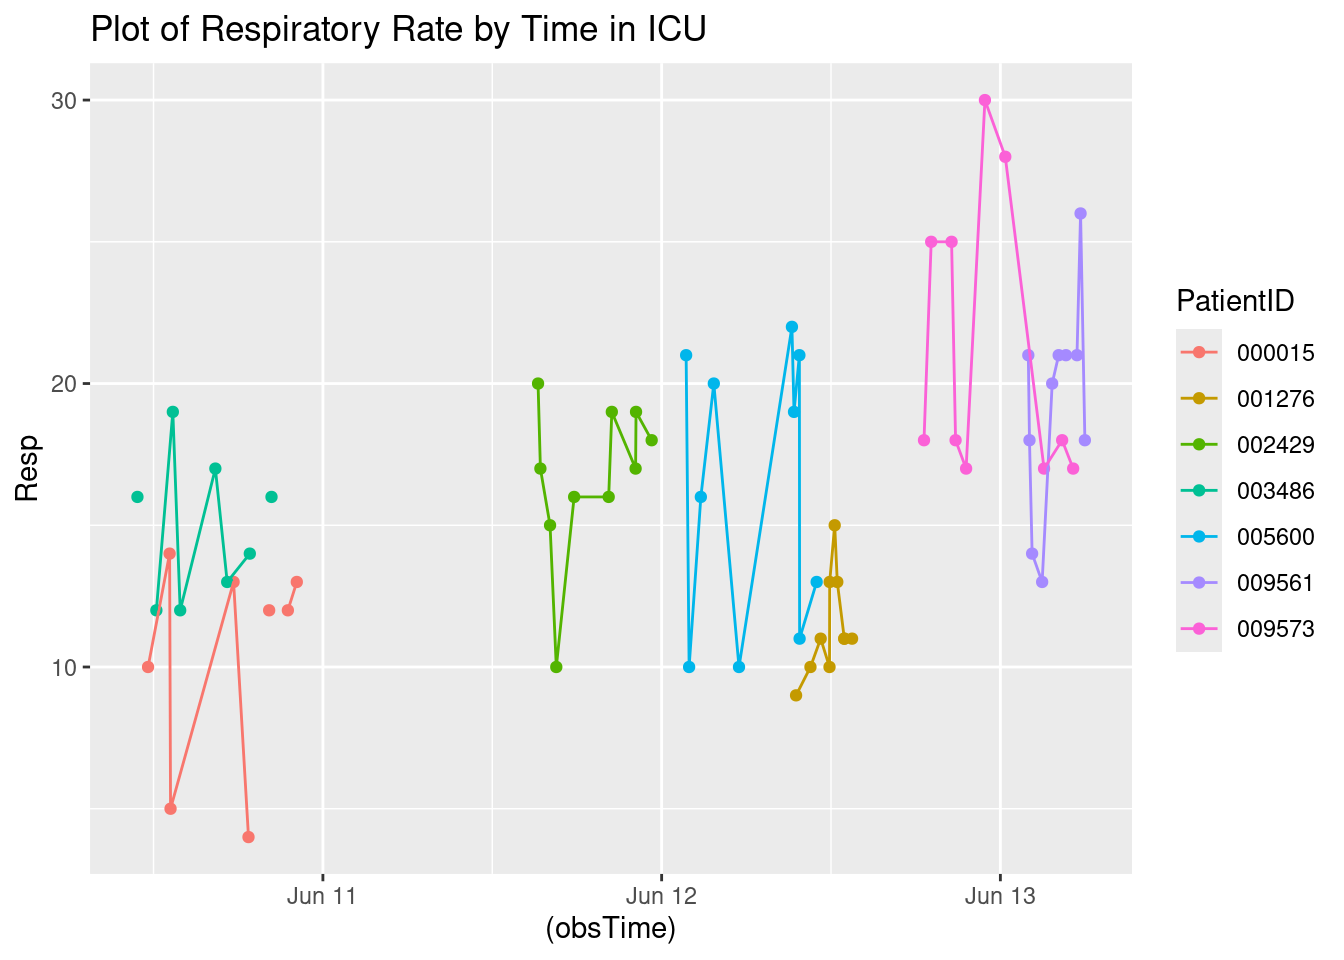 Plot of Respiratory Rate by Time in ICU
30
20
10
Resp
Jun 11
Jun 12
Jun 13
(obsTime)
PatientID
000015
001276
002429
003486
005600
009561
009573